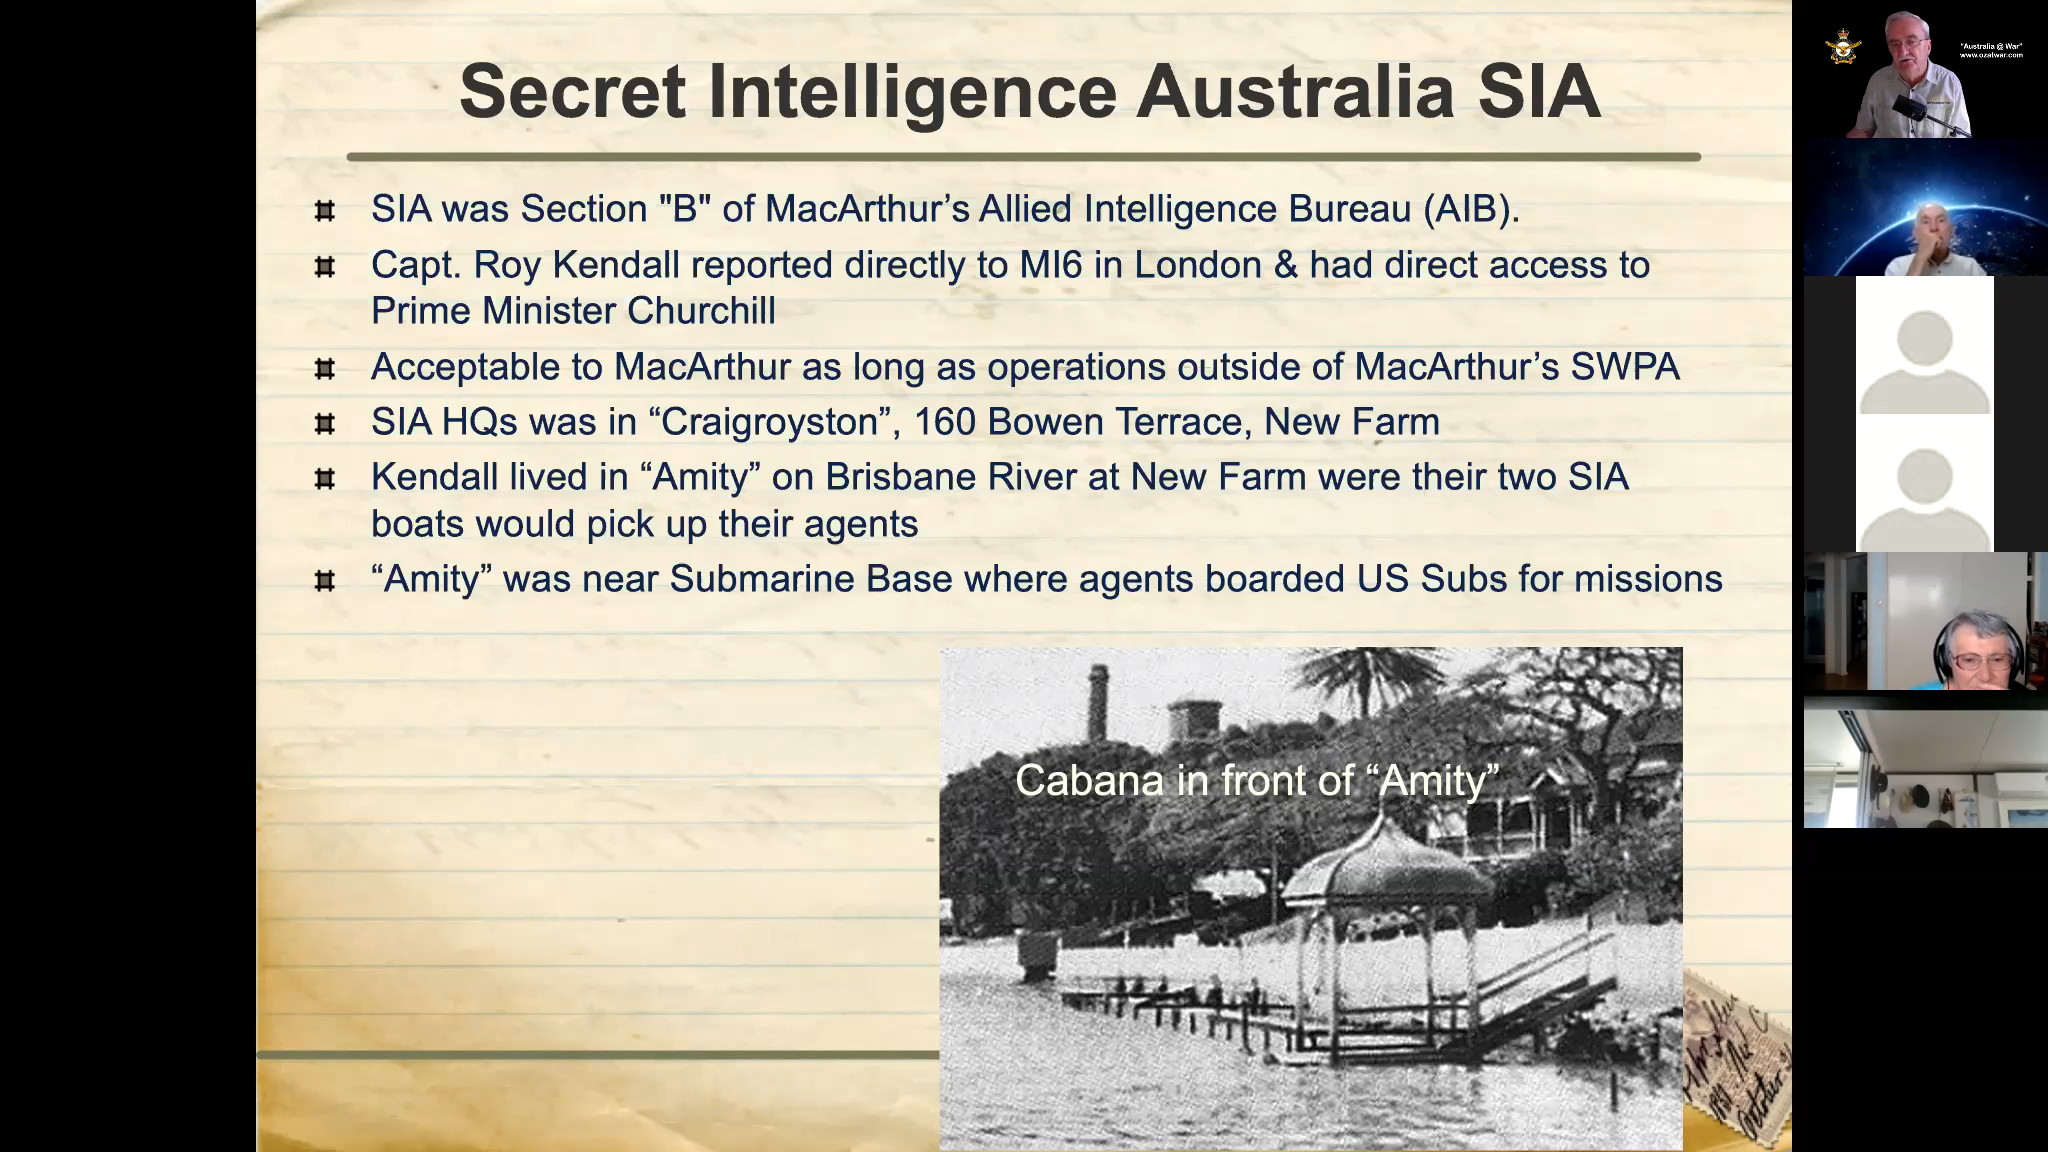 Secret Intelligence Australia SIA
SIA was Section "B" of MacArthur’s Allied Intelligence Bureau (AIB).
Capt. Roy Kendall reported directly to MI6 in London & had direct access to
Prime Minister Churchill
Acceptable to MacArthur as long as operations outside of MacArthur’s SWPA
SIA HQs was in “Craigroyston”, 160 Bowen Terrace, New Farm
Kendall lived in “Amity” on Brisbane River at New Farm were their two SIA
boats would pick up their agents
“Amity” was near Submarine Base where agents boarded US Subs for missions
Cabana in front of “Amity”
"Australia @ War"
www.ozatwar.com